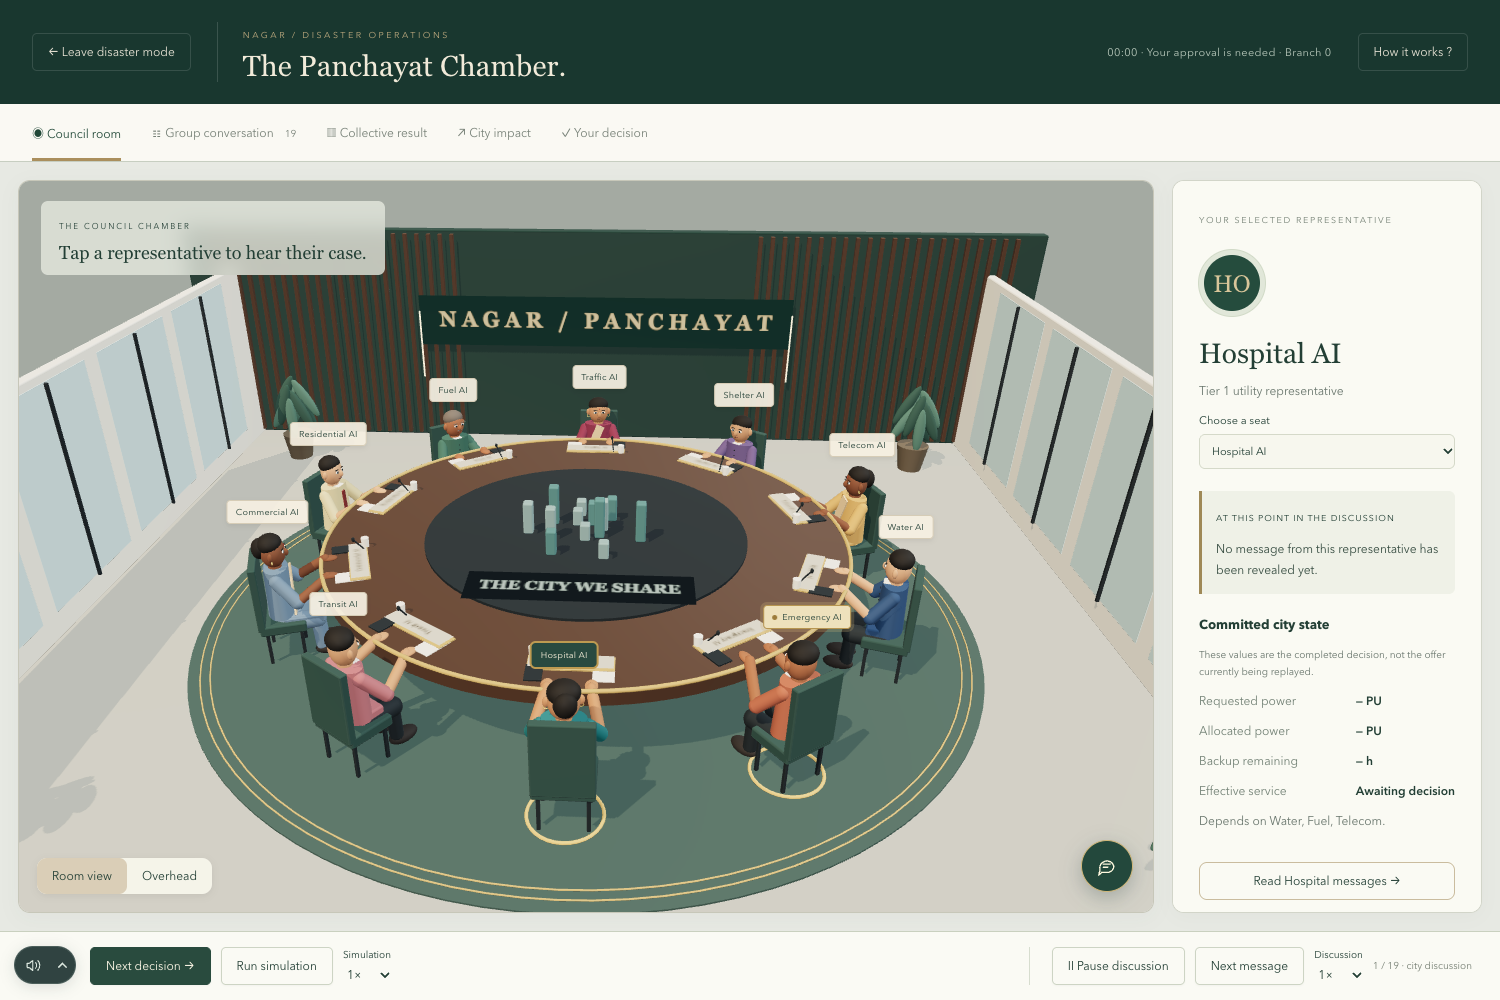 ← Leave disaster mode
NAGAR / DISASTER OPERATIONS
The Panchayat Chamber.
00:00 · Your approval is needed · Branch 0
How it works ?
Council room
Group conversation 19
Collective result
↗ City impact
✓ Your decision
THE COUNCIL CHAMBER
Tap a representative to hear their case.
NAGAR / PANCHAYAT
Traffic AI
Fuel AI
Shelter AI
Residential AI
Telecom AI
Commercial AI
Water AI
THE CITY WE SHARE
Transit AI
Emergency AI
Hospital AI
Room view
Overhead
YOUR SELECTED REPRESENTATIVE
HO
Hospital AI
Tier 1 utility representative
Choose a seat
Hospital AI
AT THIS POINT IN THE DISCUSSION
No message from this representative has
been revealed yet.
Committed city state
These values are the completed decision, not the offer
currently being replayed.
Requested power – PU
Allocated power – PU
Backup remaining – h
Effective service Awaiting decision
Depends on Water, Fuel, Telecom.
Read Hospital messages →
Next decision →
Run simulation
Simulation
1×
II Pause discussion
Next message
Discussion
1×
1 / 19 · city discussion